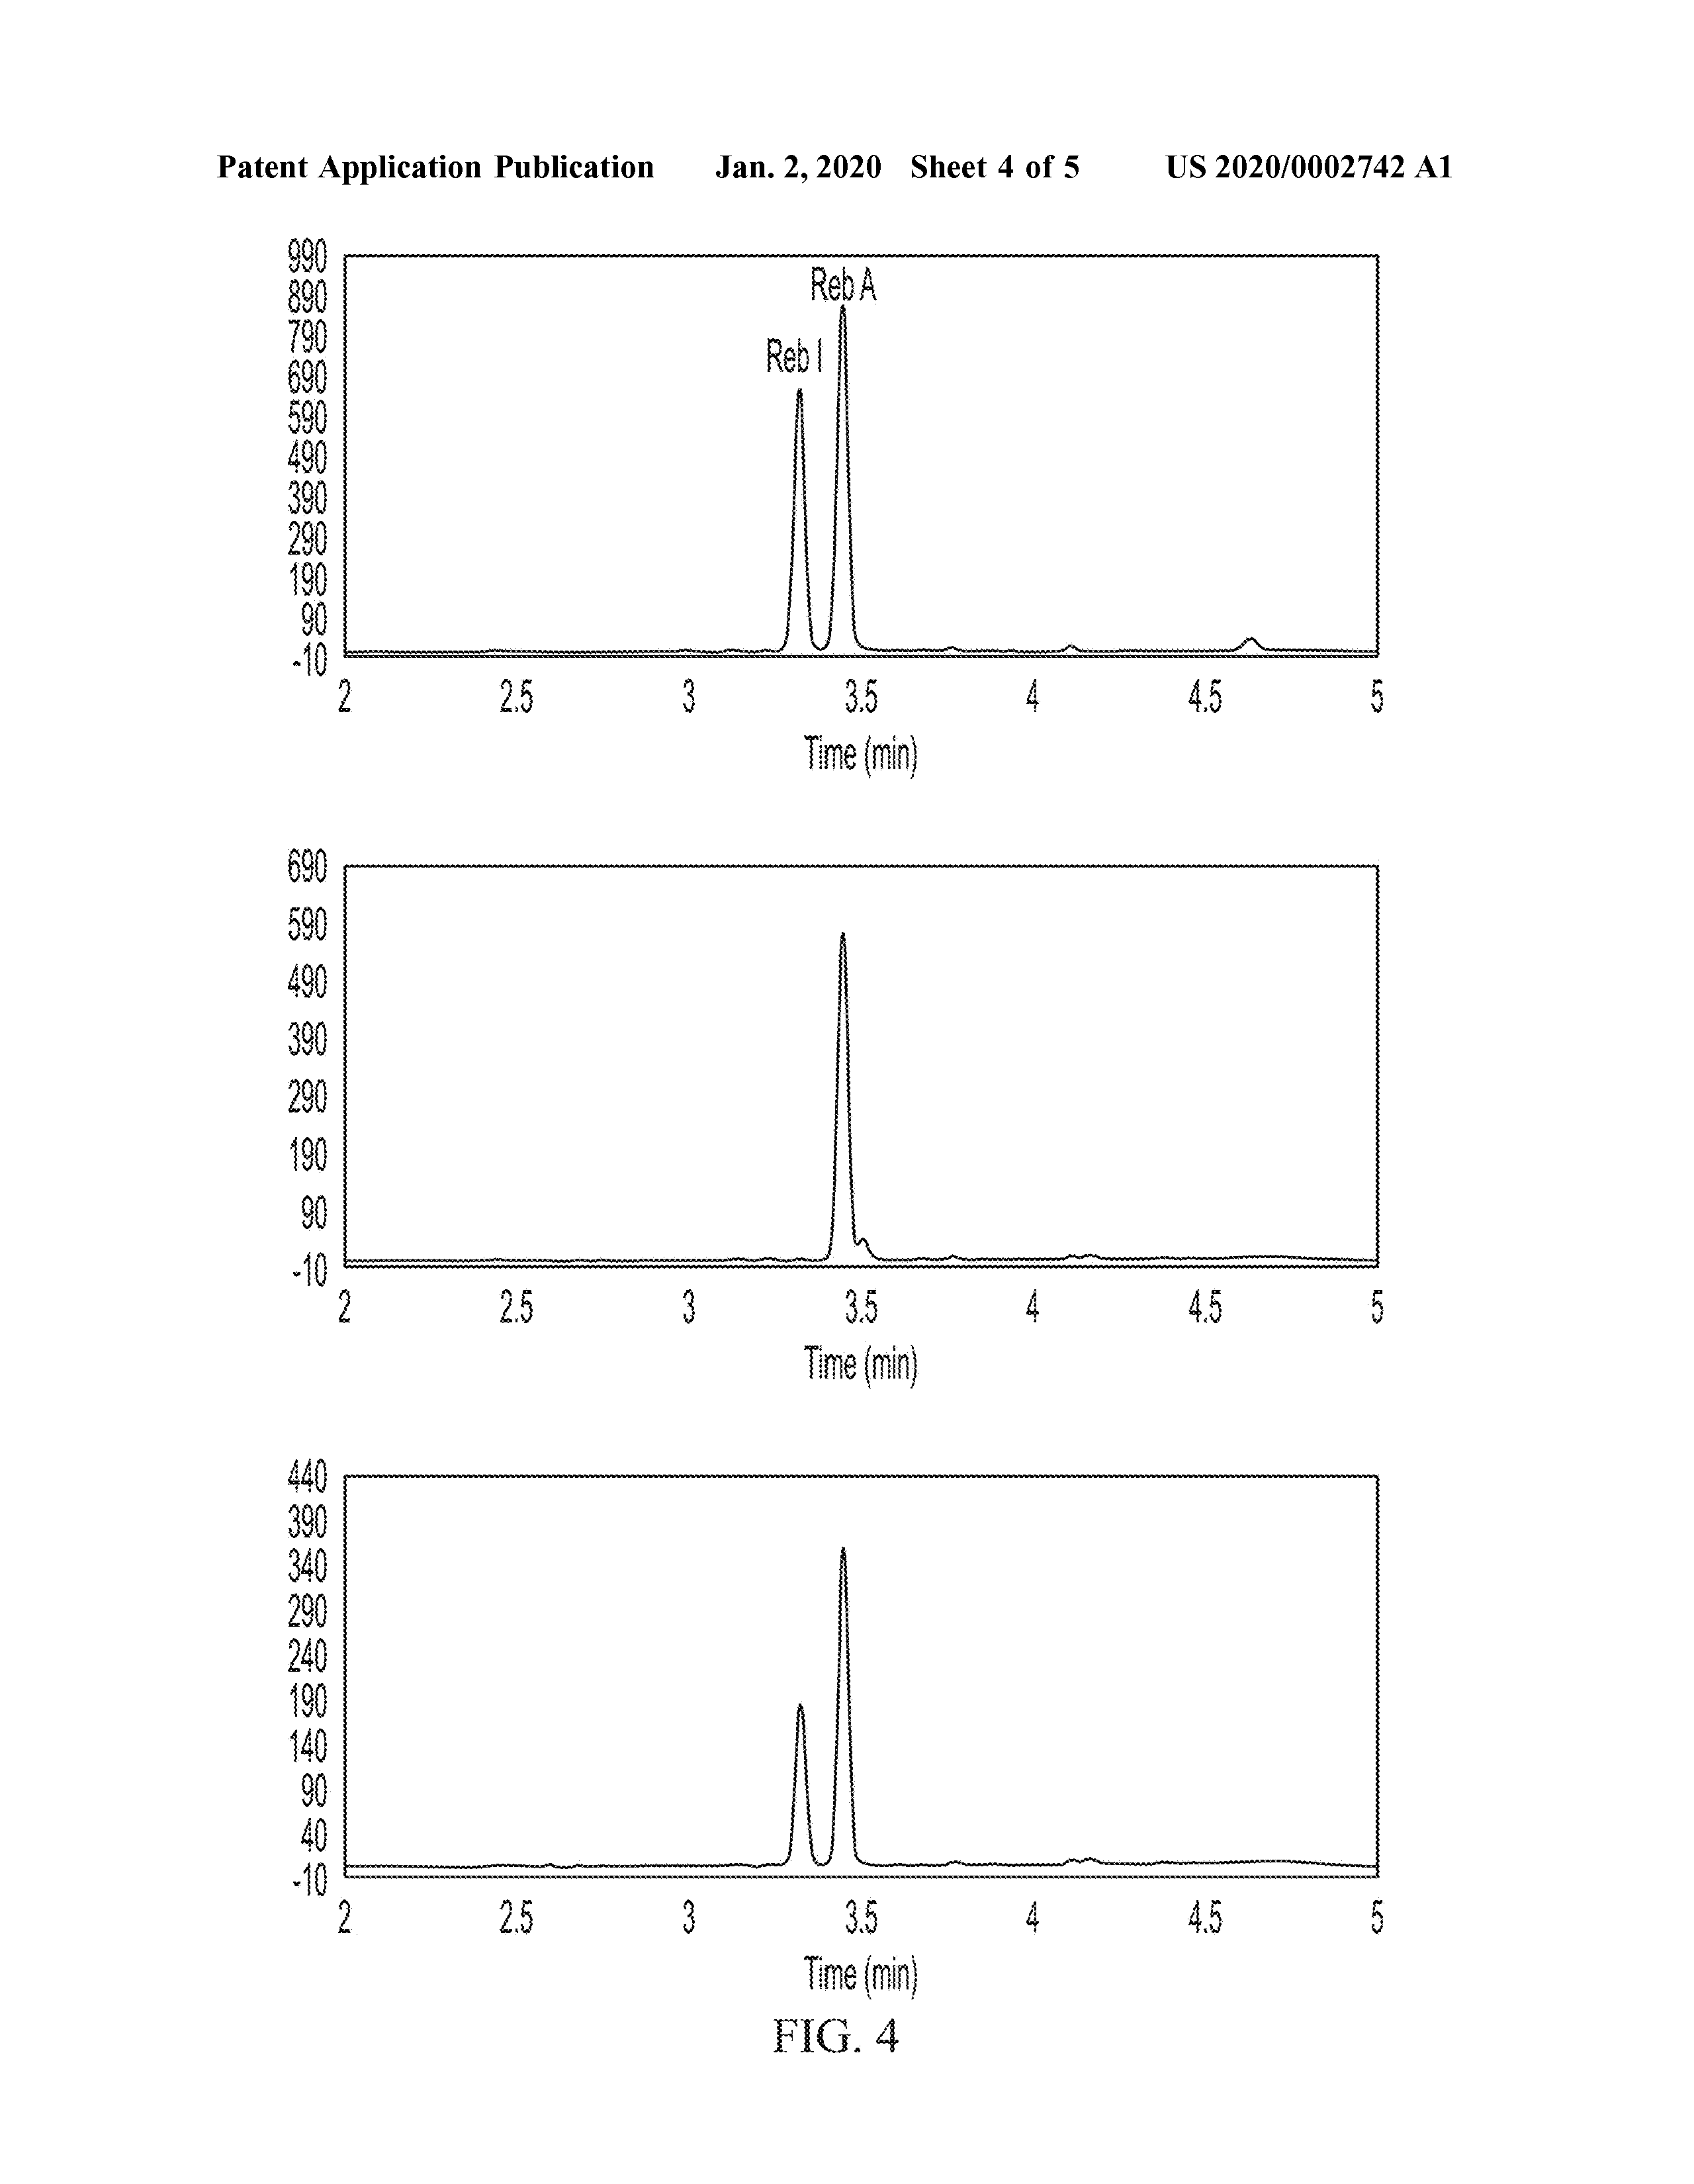 Patent Application Publication Jan. 2, 2020 Sheet 4 of 5 US 2020/0002742 A1
990
890
790
690
590
490
390
290
190
90
-10
Reb A
Reb I
2 2.5 3 3.5 4 4.5 5
Time (min)
690
590
490
390
290
190
90
-10
2 2.5 3 3.5 4 4.5 5
Time (min)
440
390
340
290
240
190
140
90
40
-10
2 2.5 3 3.5 4 4.5 5
Time (min)
FIG. 4